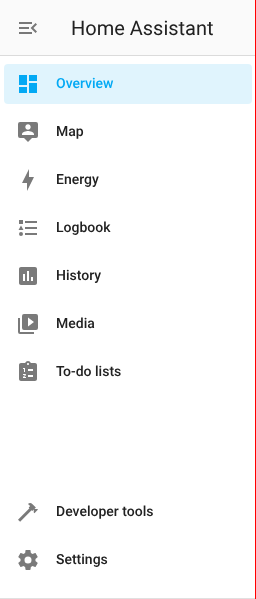 Home Assistant
Overview
Map
Energy
Logbook
History
Media
To-do lists
Developer tools
Settings